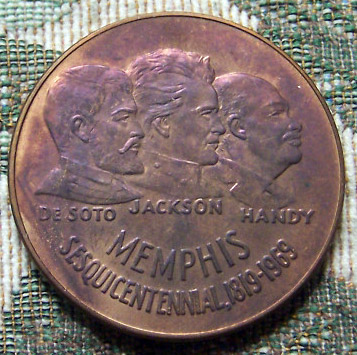 DE SOTO JACKSON HANDY
MEMPHIS
SESQUICENTENNIAL, 1819-1969